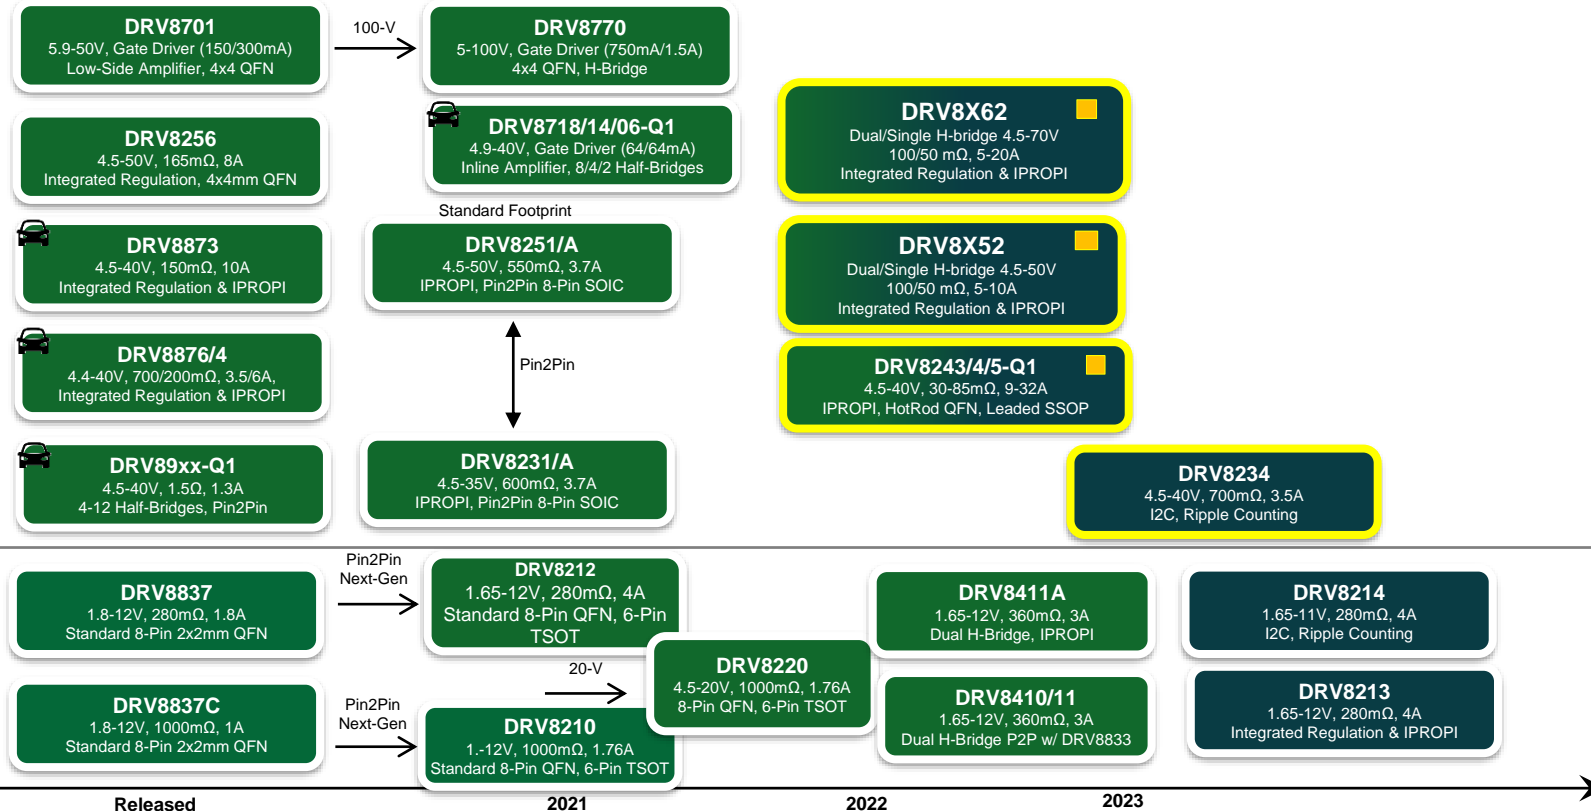 DRV8701
5.9-50V, Gate Driver (150/300mA)
Low-Side Amplifier, 4x4 QFN
100-V
DRV8770
5-100V, Gate Driver (750mA/1.5A)
4x4 QFN, H-Bridge
DRV8256
4.5-50V, 165mΩ, 8A
Integrated Regulation, 4x4mm QFN
DRV8718/14/06-Q1
4.9-40V, Gate Driver (64/64mA)
Inline Amplifier, 8/4/2 Half-Bridges
DRV8X62
Dual/Single H-bridge 4.5-70V
100/50 mΩ, 5-20A
Integrated Regulation & IPROPI
DRV8873
4.5-40V, 150mΩ, 10A
Integrated Regulation & IPROPI
Standard Footprint
DRV8251/A
4.5-50V, 550mΩ, 3.7A
IPROPI, Pin2Pin 8-Pin SOIC
DRV8X52
Dual/Single H-bridge 4.5-50V
100/50 mΩ, 5-10A
Integrated Regulation & IPROPI
DRV8876/4
4.4-40V, 700/200mΩ, 3.5/6A,
Integrated Regulation & IPROPI
Pin2Pin
DRV8243/4/5-Q1
4.5-40V, 30-85mΩ, 9-32A
IPROPI, HotRod QFN, Leaded SSOP
DRV89xx-Q1
4.5-40V, 1.5Ω, 1.3A
4-12 Half-Bridges, Pin2Pin
DRV8231/A
4.5-35V, 600mΩ, 3.7A
IPROPI, Pin2Pin 8-Pin SOIC
DRV8234
4.5-40V, 700mΩ, 3.5A
I2C, Ripple Counting
DRV8837
1.8-12V, 280mΩ, 1.8A
Standard 8-Pin 2x2mm QFN
Pin2Pin
Next-Gen
DRV8212
1.65-12V, 280mΩ, 4A
Standard 8-Pin QFN, 6-Pin
TSOT
DRV8411A
1.65-12V, 360mΩ, 3A
Dual H-Bridge, IPROPI
DRV8214
1.65-11V, 280mΩ, 4A
I2C, Ripple Counting
20-V
DRV8220
4.5-20V, 1000mΩ, 1.76A
8-Pin QFN, 6-Pin TSOT
DRV8837C
1.8-12V, 1000mΩ, 1A
Standard 8-Pin 2x2mm QFN
Pin2Pin
Next-Gen
DRV8210
1.-12V, 1000mΩ, 1.76A
Standard 8-Pin QFN, 6-Pin TSOT
DRV8410/11
1.65-12V, 360mΩ, 3A
Dual H-Bridge P2P w/ DRV8833
DRV8213
1.65-12V, 280mΩ, 4A
Integrated Regulation & IPROPI
Released
2021
2022
2023